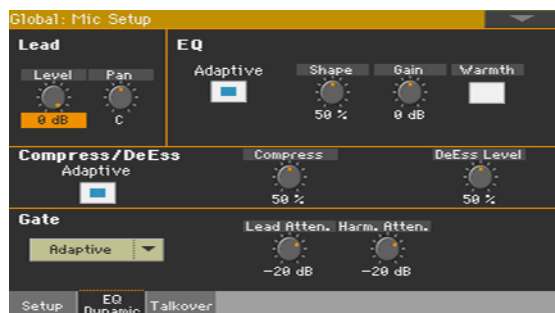 Global: Mic Setup
Lead
EQ
Level Pan
Adaptive Shape Gain Warmth
0 dB C
50 % 0 dB
Compress/DeEss
Adaptive
Compress DeEss Level
50 % 50 %
Gate
Adaptive
Lead Atten. Harm. Atten.
-20 dB -20 dB
Setup EQ Dynamic Talkover